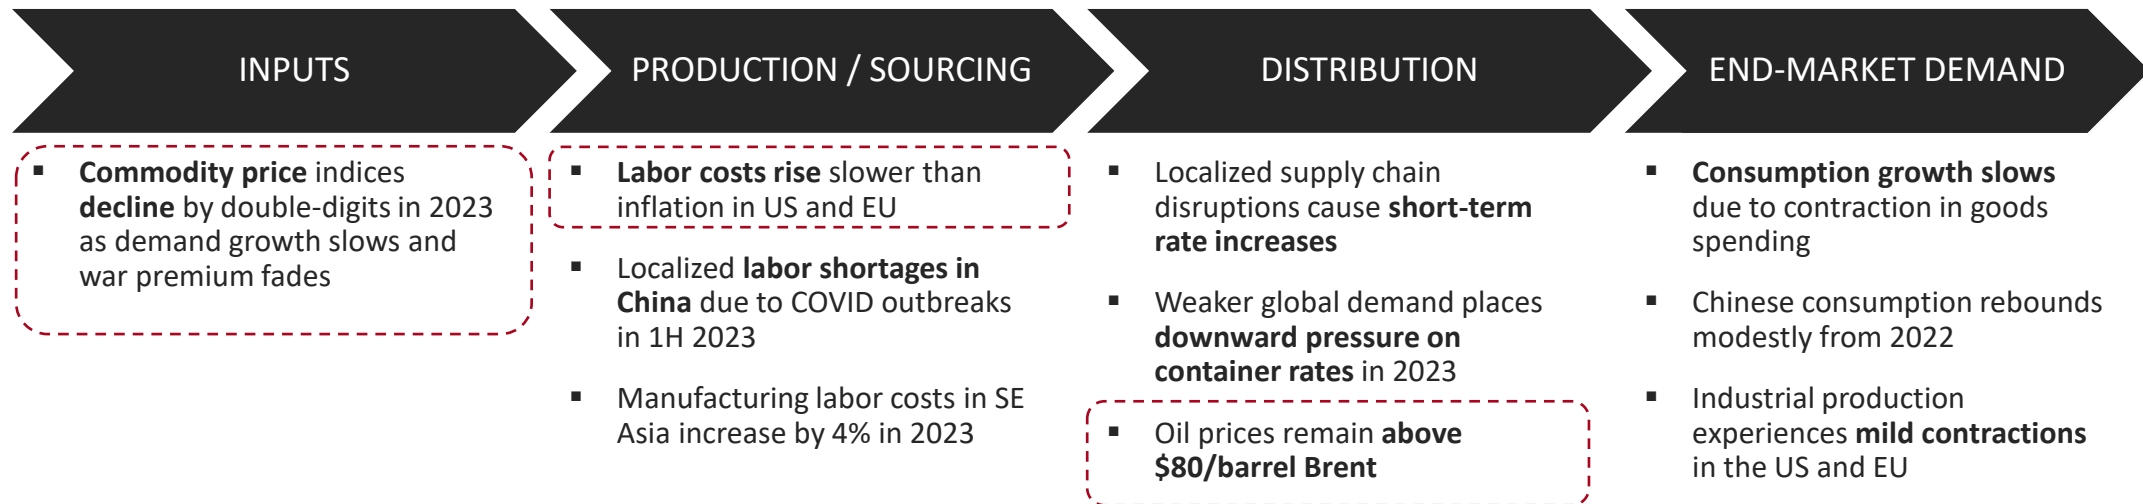 INPUTS
▪ Commodity price indices
decline by double-digits in 2023
as demand growth slows and
war premium fades
PRODUCTION / SOURCING
▪ Labor costs rise slower than
inflation in US and EU
▪ Localized labor shortages in
China due to COVID outbreaks
in 1H 2023
▪ Manufacturing labor costs in SE
Asia increase by 4% in 2023
DISTRIBUTION
▪ Localized supply chain
disruptions cause short-term
rate increases
▪ Weaker global demand places
downward pressure on
container rates in 2023
▪ Oil prices remain above
$80/barrel Brent
END-MARKET DEMAND
▪ Consumption growth slows
due to contraction in goods
spending
▪ Chinese consumption rebounds
modestly from 2022
▪ Industrial production
experiences mild contractions
in the US and EU